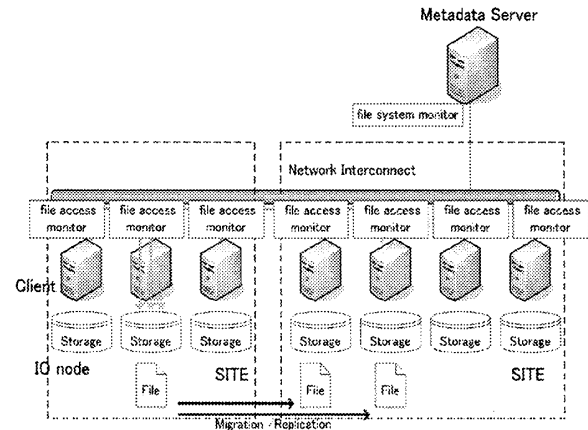 Metadata Server
file system monitor
Network Interconnect
file access monitor
file access monitor
file access monitor
file access monitor
file access monitor
file access monitor
file access monitor
Client
Storage
Storage
Storage
Storage
Storage
Storage
Storage
IO node
SITE
SITE
File
File
File
Migration · Replication